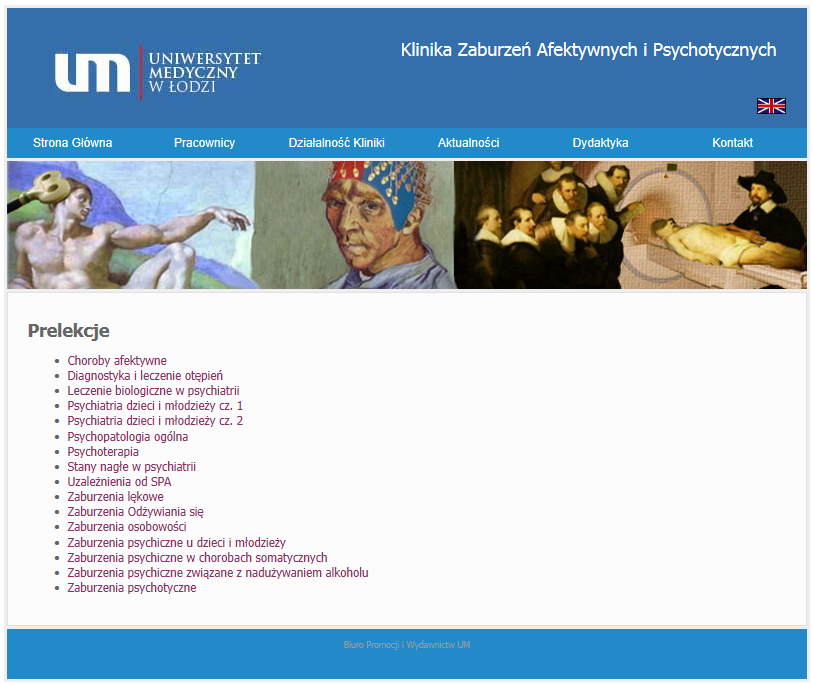 um
UNIWERSYTET
MEDYCZNY
W ŁODZI
Klinika Zaburzeń Afektywnych i Psychotycznych
Strona Główna Pracownicy Działalność Kliniki Aktualności Dydaktyka Kontakt
Prelekcje
Choroby afektywne
Diagnostyka i leczenie otępień
Leczenie biologiczne w psychiatrii
Psychiatria dzieci i młodzieży cz. 1
Psychiatria dzieci i młodzieży cz. 2
Psychopatologia ogólna
Psychoterapia
Stany nagłe w psychiatrii
Uzależnienia od SPA
Zaburzenia lękowe
Zaburzenia Odżywiania się
Zaburzenia osobowości
Zaburzenia psychiczne u dzieci i młodzieży
Zaburzenia psychiczne w chorobach somatycznych
Zaburzenia psychiczne związane z nadużywaniem alkoholu
Zaburzenia psychotyczne
Biuro Promocji i Wydawnictw UM